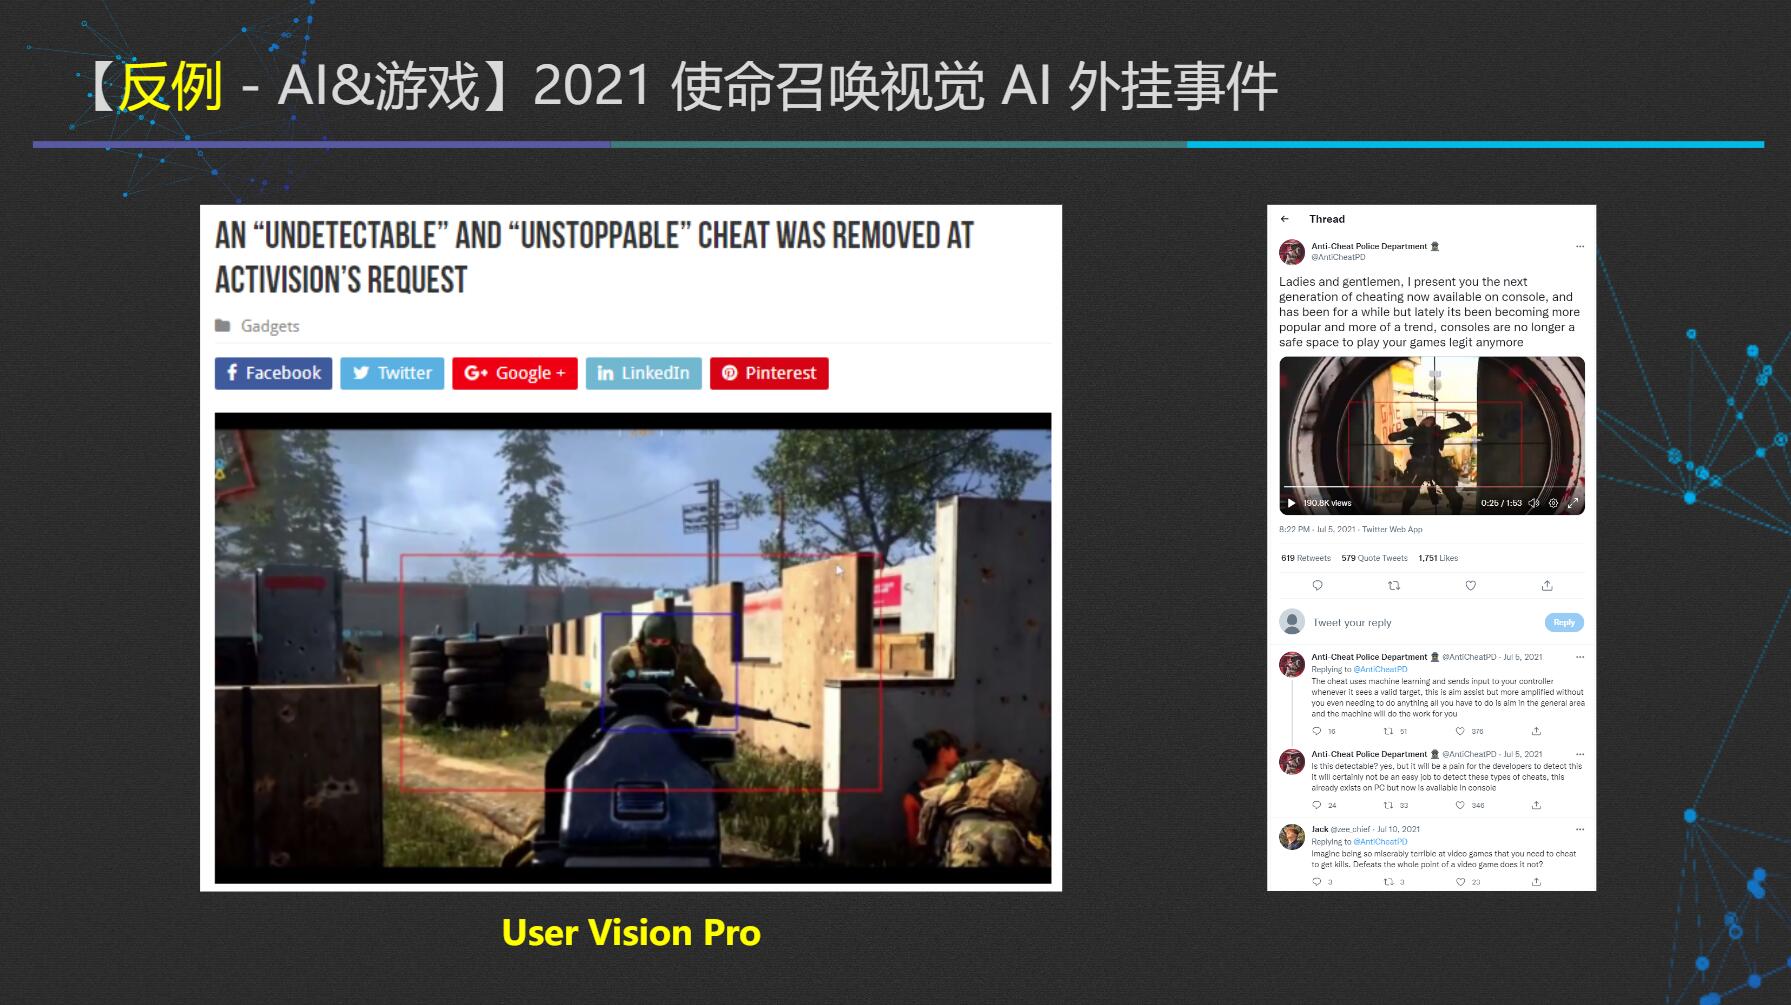 【反例 - AI&游戏】2021 使命召唤视觉 AI 外挂事件
AN “UNDETECTABLE” AND “UNSTOPPABLE” CHEAT WAS REMOVED AT
ACTIVISION’S REQUEST
Gadgets
Facebook
Twitter
Google +
LinkedIn
Pinterest
User Vision Pro
Thread
Anti-Cheat Police Department
@AntiCheatPD
Ladies and gentlemen, I present you the next
generation of cheating now available on console, and
has been for a while but lately its been becoming more
popular and more of a trend, consoles are no longer a
safe space to play your games legit anymore
190.8K views
0:25 / 1:53
8:22 PM · Jul 5, 2021 · Twitter Web App
619 Retweets 579 Quote Tweets 1,751 Likes
Tweet your reply
Reply
Anti-Cheat Police Department @AntiCheatPD · Jul 5, 2021
Replying to @AntiCheatPD
The cheat uses machine learning and sends input to your controller
whenever it sees a valid target, this is aim assist but more amplified without
you even needing to do anything all you have to do is aim in the general area
and the machine will do the work for you
16 51 376
Anti-Cheat Police Department @AntiCheatPD · Jul 5, 2021
Is this detectable? yes, but it will be a pain for the developers to detect this
it will certainly not be an easy job to detect these types of cheats, this
already exists on PC but now is available in console
24 33 346
Jack @zee_chief · Jul 10, 2021
Replying to @AntiCheatPD
Imagine being so miserably terrible at video games that you need to cheat
to get kills. Defeats the whole point of a video game does it not?
3 3 23